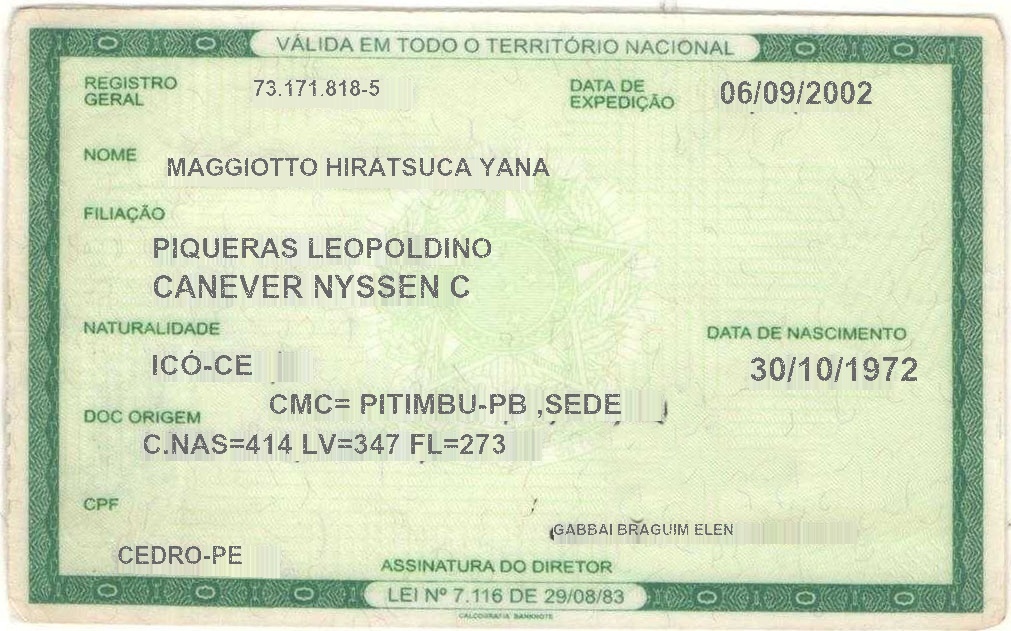 VÁLIDA EM TODO O TERRITÓRIO NACIONAL
REGISTRO GERAL 73.171.818-5 DATA DE EXPEDIÇÃO 06/09/2002
NOME MAGGIOTTO HIRATSUCA YANA
FILIAÇÃO
PIQUERAS LEOPOLDINO
CANEVER NYSSEN C
NATURALIDADE DATA DE NASCIMENTO
ICÓ-CE 30/10/1972
CMC= PITIMBU-PB ,SEDE
DOC ORIGEM
C.NAS=414 LV=347 FL=273
CPF
GABBAI BRAGUIM ELEN
CEDRO-PE
ASSINATURA DO DIRETOR
LEI Nº 7.116 DE 29/08/83
CALCOGRAFIA BANKNOTE